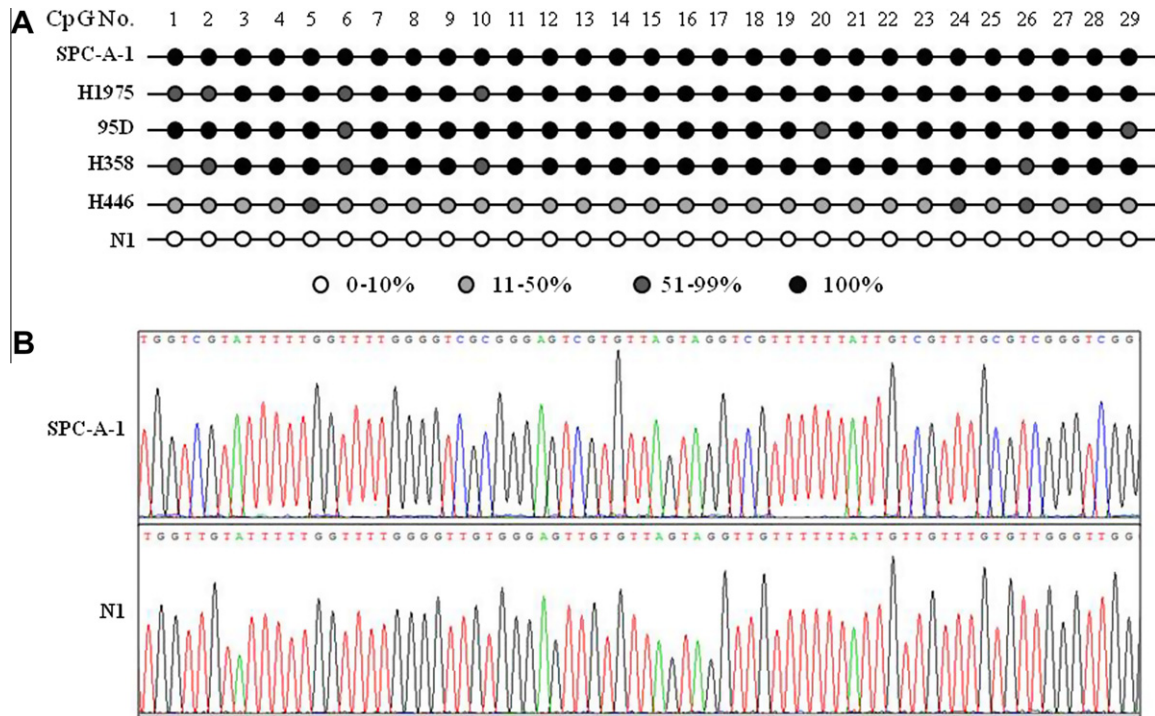 A CpG No. 1 2 3 4 5 6 7 8 9 10 11 12 13 14 15 16 17 18 19 20 21 22 23 24 25 26 27 28 29
SPC-A-1
H1975
95D
H358
H446
N1
0-10% 11-50% 51-99% 100%
B
TGGTCGTATTTTTGGTTTTGGGGTCGCGGGAGTCGTGTTAGTAGGTCGTTTTTTATTGTCGTTTGCGTCGGGTCGG
SPC-A-1
TGGTTGTATTTTTGGTTTTGGGGTTGTGGGAGTTGTGTTAGTAGGTTGTTTTTTATTGTTGTTTGTGTTGGGTTGG
N1